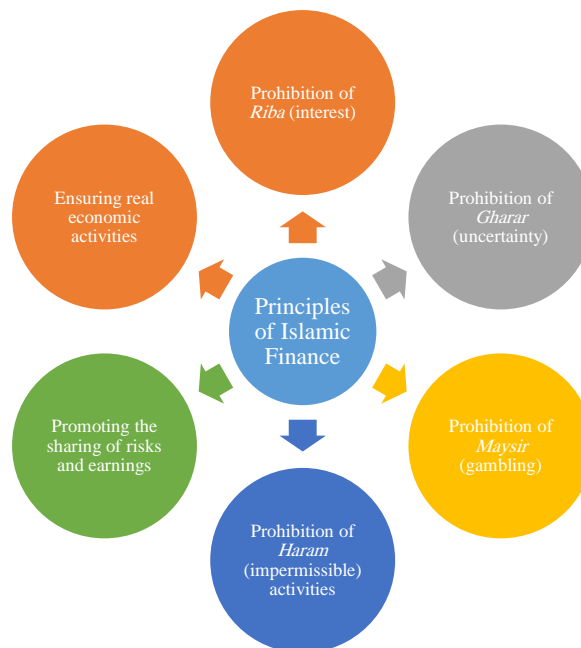 Prohibition of
Riba (interest)
Ensuring real
economic
activities
Prohibition of
Gharar
(uncertainty)
Principles
of Islamic
Finance
Promoting the
sharing of risks
and earnings
Prohibition of
Maysir
(gambling)
Prohibition of
Haram
(impermissible)
activities